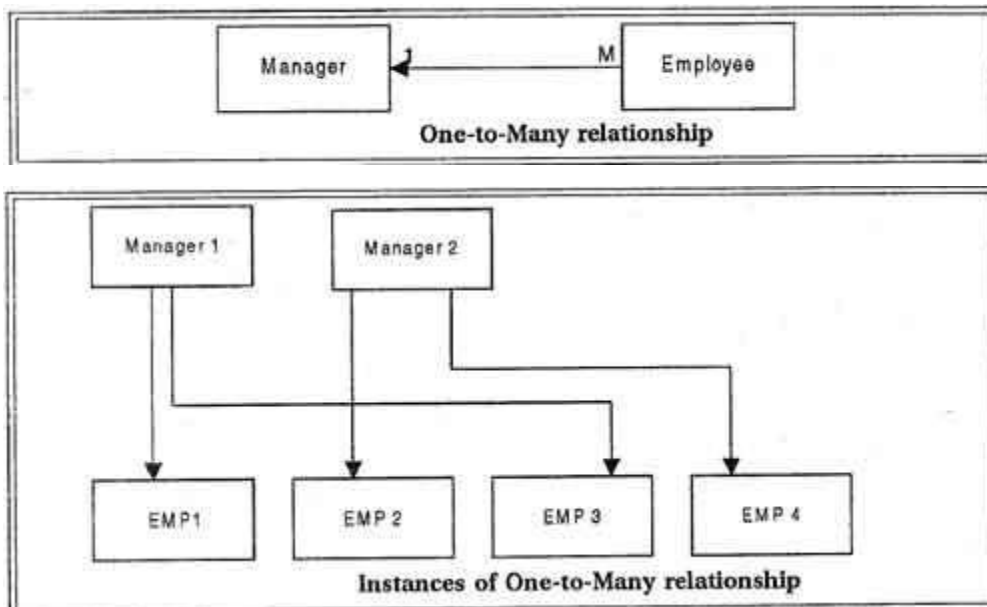 Manager
1
M
Employee
One-to-Many relationship
Manager 1
Manager 2
EMP1
EMP 2
EMP 3
EMP 4
Instances of One-to-Many relationship